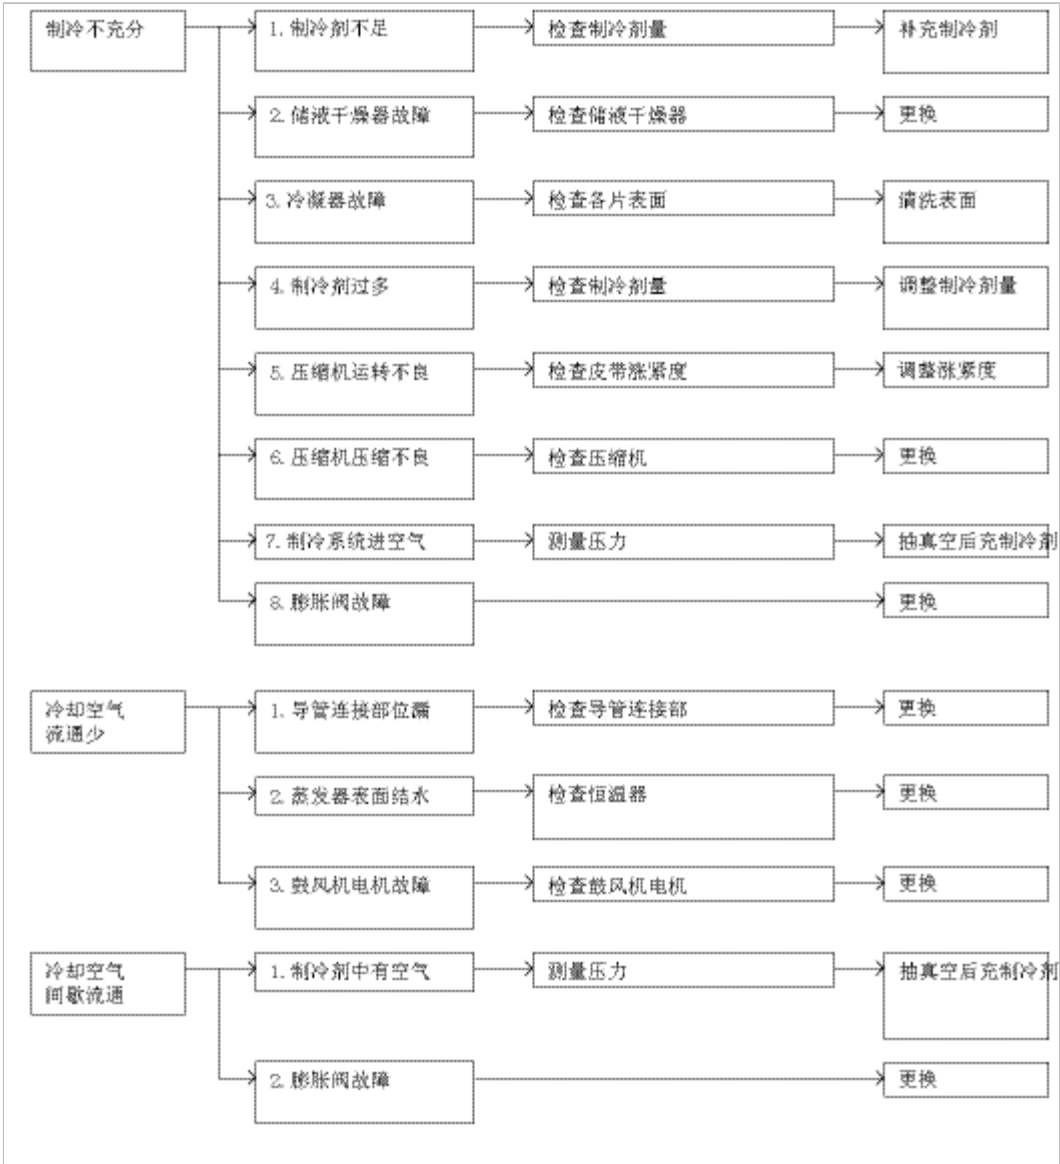 制冷不充分
1. 制冷剂不足
检查制冷剂量
补充制冷剂
2. 储液干燥器故障
检查储液干燥器
更换
3. 冷凝器故障
检查各片表面
清洗表面
4. 制冷剂过多
检查制冷剂量
调整制冷剂量
5. 压缩机运转不良
检查皮带涨紧度
调整涨紧度
6. 压缩机压缩不良
检查压缩机
更换
7. 制冷系统进空气
测量压力
抽真空后充制冷剂
8. 膨胀阀故障
更换
冷却空气
流通少
1. 导管连接部位漏
检查导管连接部
更换
2. 蒸发器表面结冰
检查恒温器
更换
3. 鼓风机电机故障
检查鼓风机电机
更换
冷却空气
间歇流通
1. 制冷剂中有空气
测量压力
抽真空后充制冷剂
2. 膨胀阀故障
更换